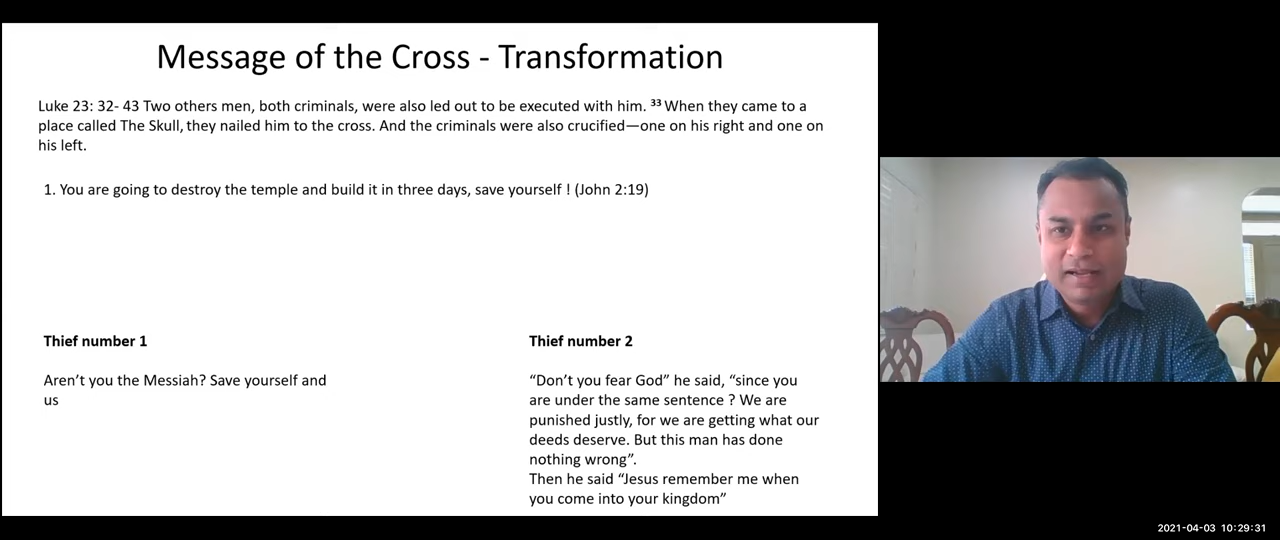 Message of the Cross - Transformation
Luke 23: 32- 43 Two others men, both criminals, were also led out to be executed with him. ³³ When they came to a
place called The Skull, they nailed him to the cross. And the criminals were also crucified—one on his right and one on
his left.
1. You are going to destroy the temple and build it in three days, save yourself ! (John 2:19)
Thief number 1
Aren’t you the Messiah? Save yourself and
us
Thief number 2
“Don’t you fear God” he said, “since you
are under the same sentence ? We are
punished justly, for we are getting what our
deeds deserve. But this man has done
nothing wrong”.
Then he said “Jesus remember me when
you come into your kingdom”
2021-04-03 10:29:31